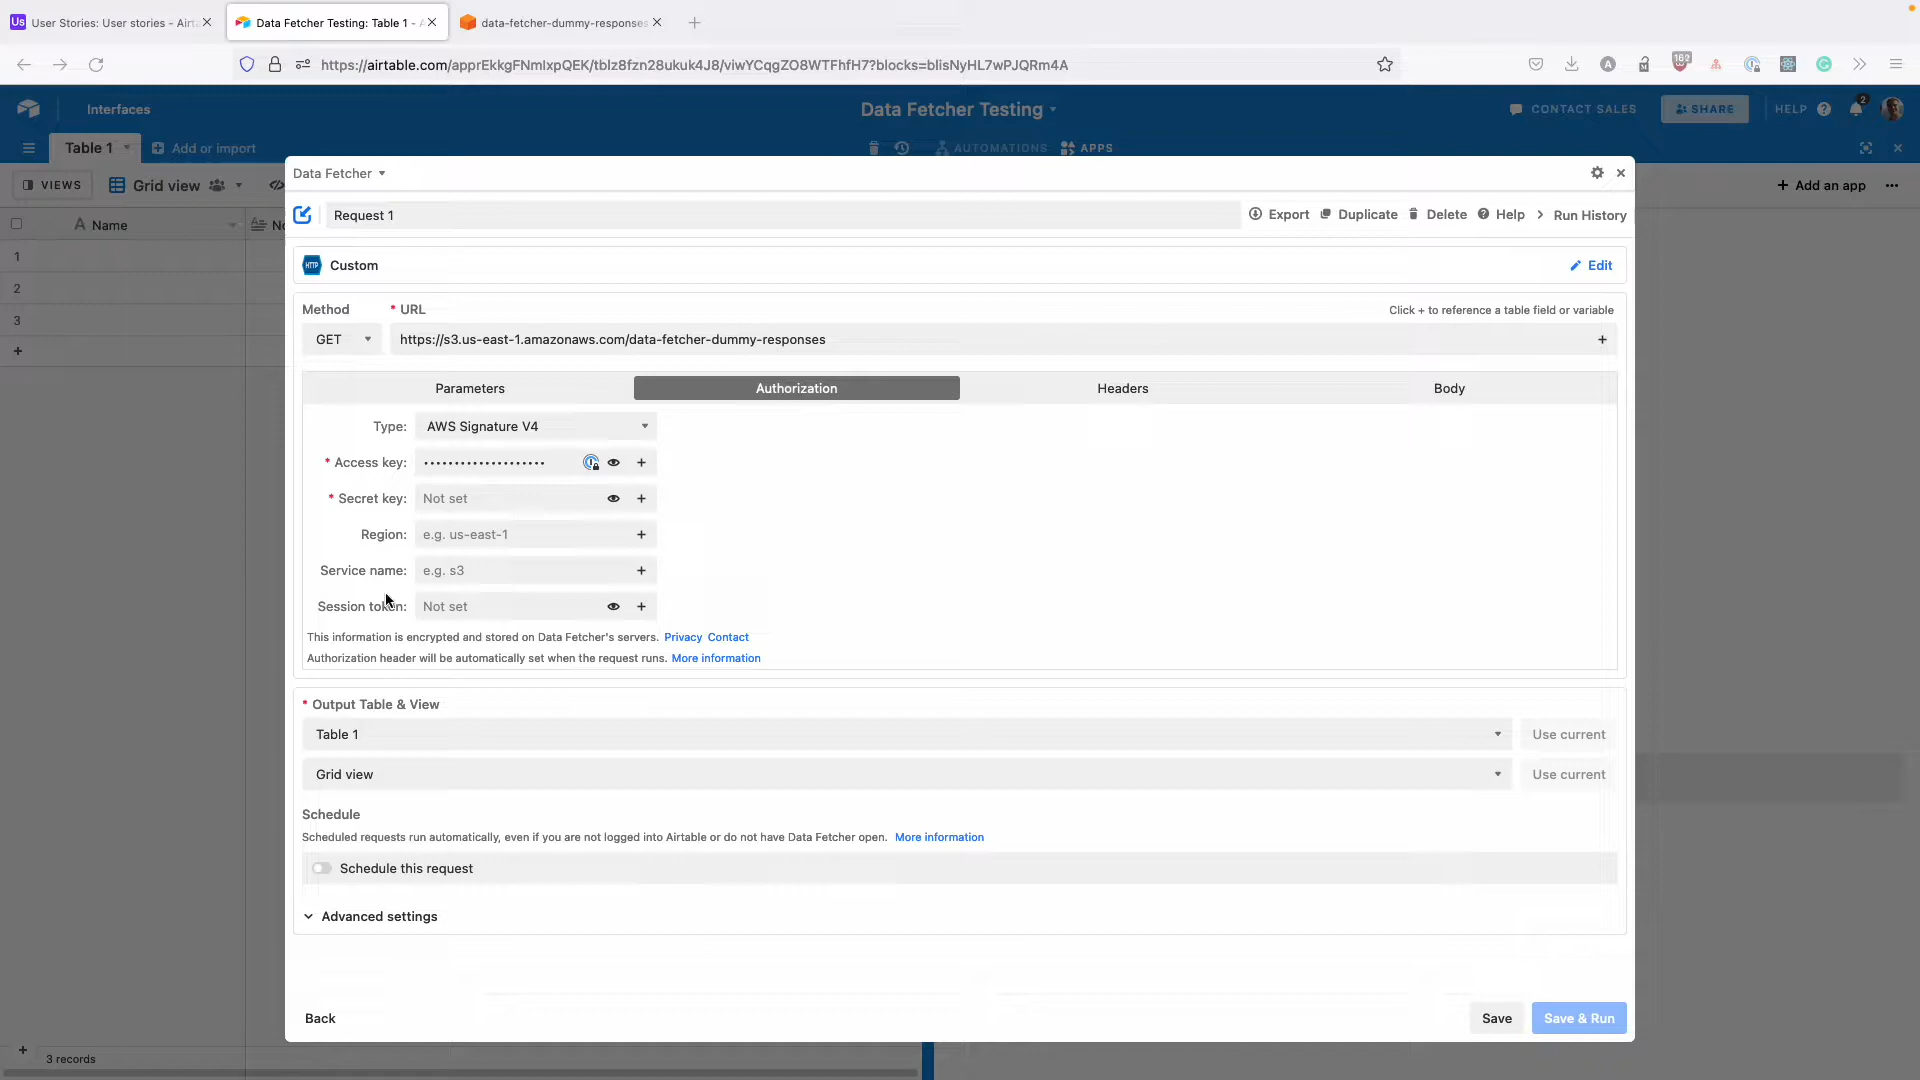 User Stories: User stories - Airta
Data Fetcher Testing: Table 1 - A
data-fetcher-dummy-responses
https://airtable.com/apprEkkgFNmIxpQEK/tblz8fzn28ukuk4J8/viwYCqgZO8WTFhfH7?blocks=blisNyHL7wPJQRm4A
162
Interfaces
Data Fetcher Testing
CONTACT SALES
SHARE
HELP
2
Table 1
Add or import
AUTOMATIONS
APPS
VIEWS
Grid view
Add an app
Name
No
1
2
3
3 records
Data Fetcher
Request 1
Export
Duplicate
Delete
Help
Run History
HTTP
Custom
Edit
Method
* URL
Click + to reference a table field or variable
GET
https://s3.us-east-1.amazonaws.com/data-fetcher-dummy-responses
+
Parameters
Authorization
Headers
Body
Type:
AWS Signature V4
* Access key:
••••••••••••••••••••
+
* Secret key:
Not set
+
Region:
e.g. us-east-1
+
Service name:
e.g. s3
+
Session token:
Not set
+
This information is encrypted and stored on Data Fetcher's servers. Privacy Contact
Authorization header will be automatically set when the request runs. More information
* Output Table & View
Table 1
Use current
Grid view
Use current
Schedule
Scheduled requests run automatically, even if you are not logged into Airtable or do not have Data Fetcher open. More information
Schedule this request
Advanced settings
Back
Save
Save & Run